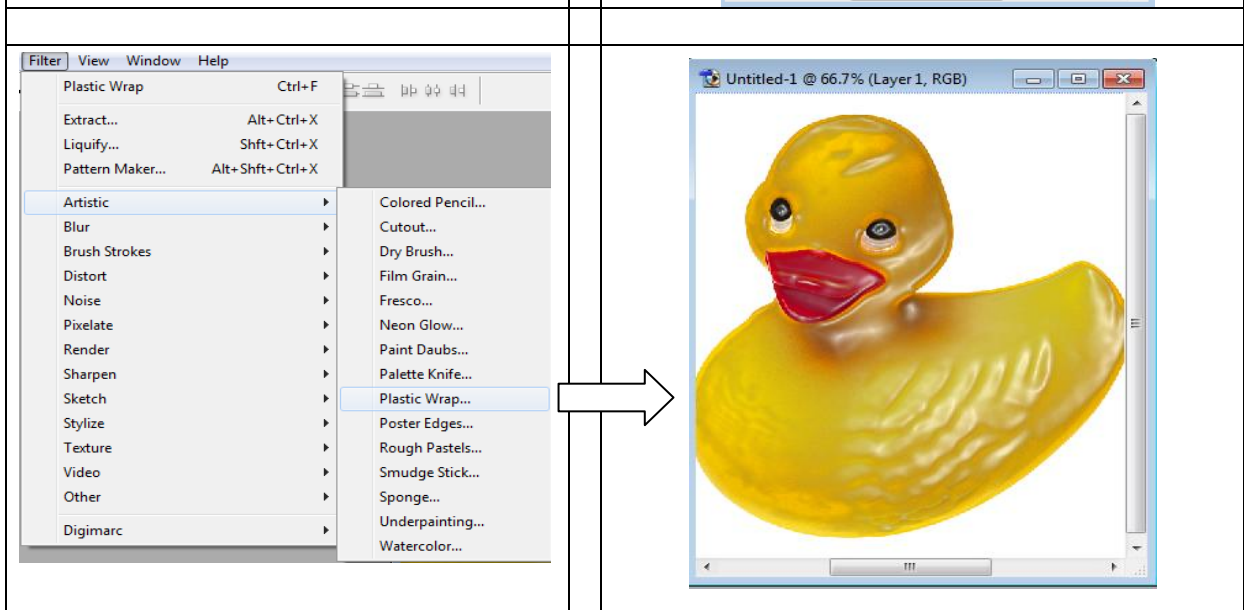 Filter View Window Help
Plastic Wrap Ctrl+F
Extract... Alt+Ctrl+X
Liquify... Shft+Ctrl+X
Pattern Maker... Alt+Shft+Ctrl+X
Artistic
Blur
Brush Strokes
Distort
Noise
Pixelate
Render
Sharpen
Sketch
Stylize
Texture
Video
Other
Digimarc
Colored Pencil...
Cutout...
Dry Brush...
Film Grain...
Fresco...
Neon Glow...
Paint Daubs...
Palette Knife...
Plastic Wrap...
Poster Edges...
Rough Pastels...
Smudge Stick...
Sponge...
Underpainting...
Watercolor...
Untitled-1 @ 66.7% (Layer 1, RGB)